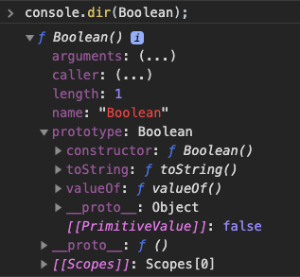 > console.dir(Boolean);
▼ ƒ Boolean() i
arguments: (...)
caller: (...)
length: 1
name: "Boolean"
▼ prototype: Boolean
▶ constructor: ƒ Boolean()
▶ toString: ƒ toString()
▶ valueOf: ƒ valueOf()
▶ __proto__: Object
[[PrimitiveValue]]: false
▶ __proto__: ƒ ()
▶ [[Scopes]]: Scopes[0]